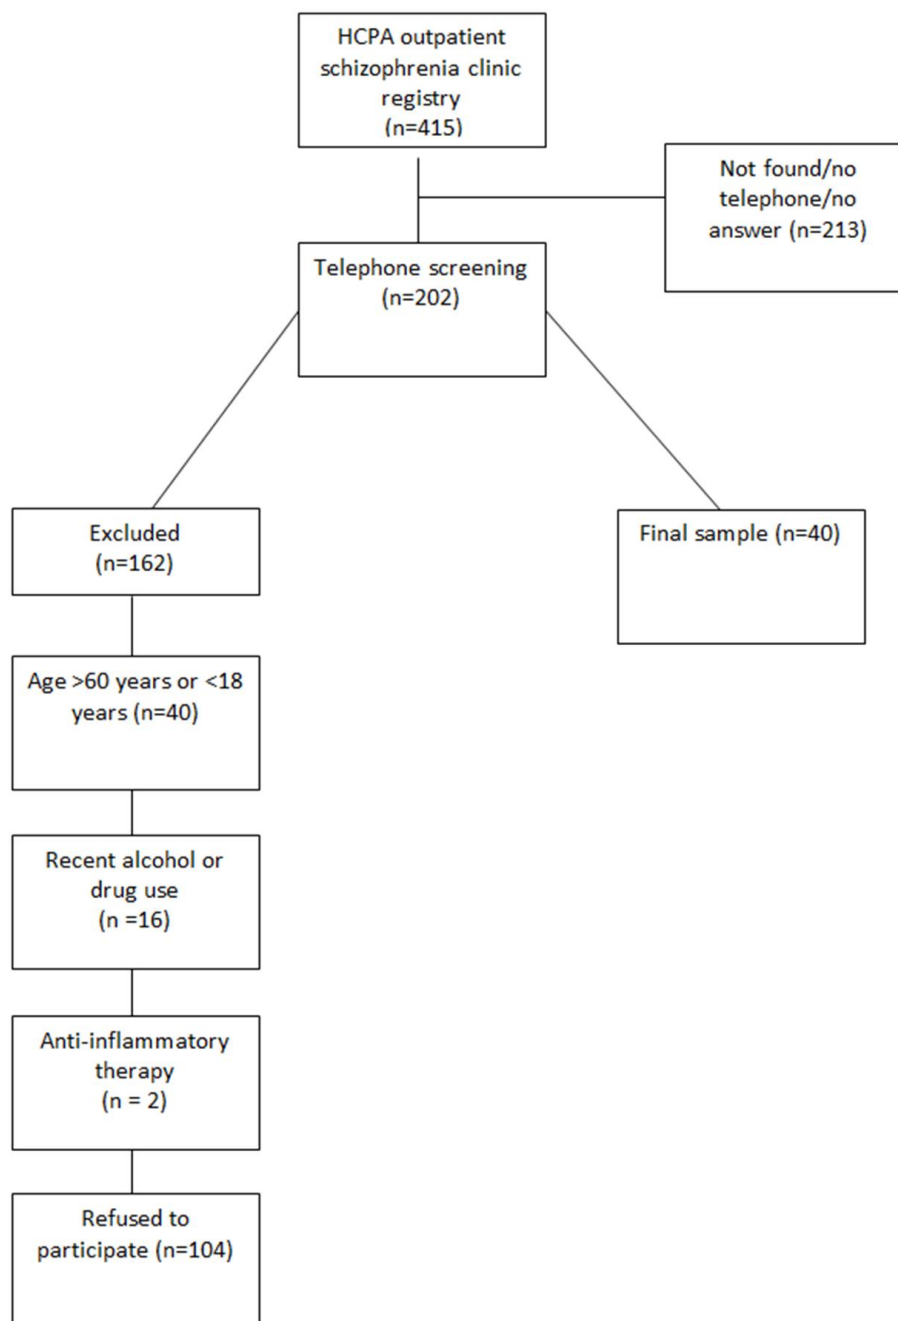 HCPA outpatient
schizophrenia clinic
registry
(n=415)
Not found/no
telephone/no
answer (n=213)
Telephone screening
(n=202)
Excluded
(n=162)
Final sample (n=40)
Age >60 years or <18
years (n=40)
Recent alcohol or
drug use
(n =16)
Anti-inflammatory
therapy
(n = 2)
Refused to
participate (n=104)